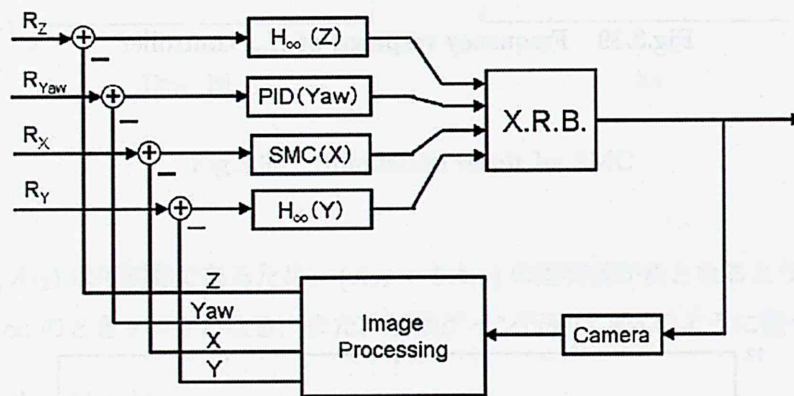 R_Z
H∞(Z)
R_Yaw
PID(Yaw)
X.R.B.
R_X
SMC(X)
R_Y
H∞(Y)
Z
Yaw
X
Y
Image
Processing
Camera